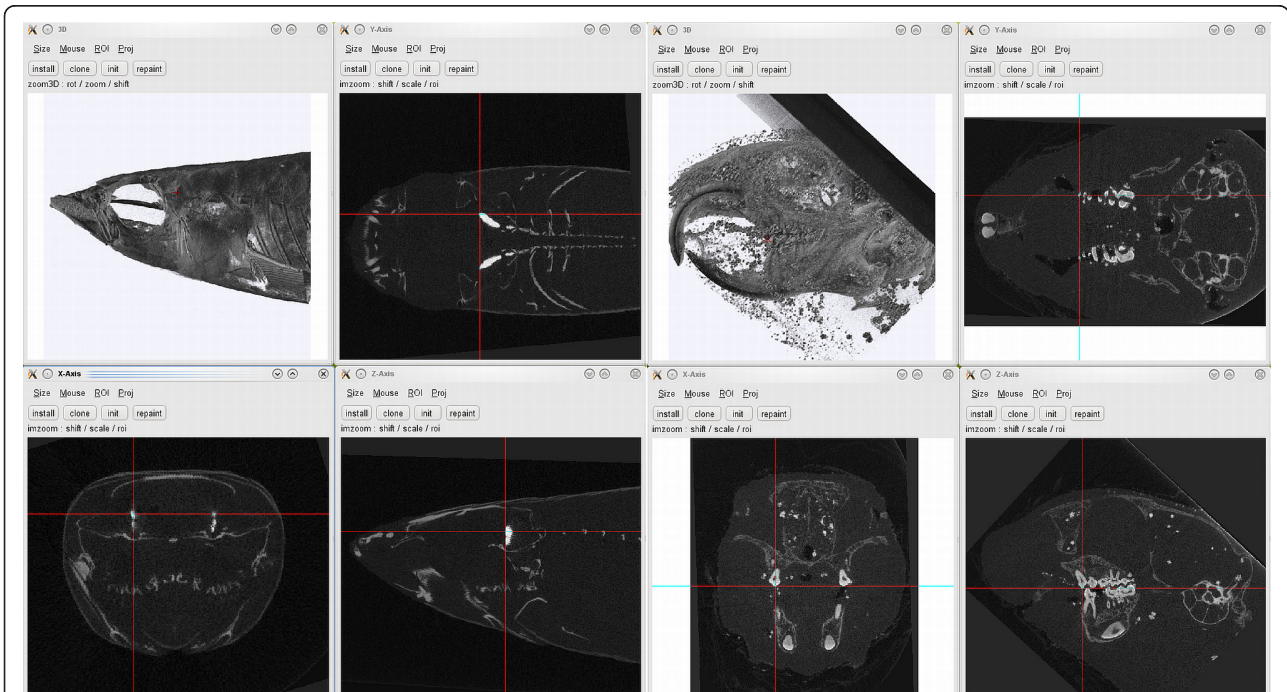 3D
Size Mouse ROI Proj
install clone init repaint
zoom3D : rot / zoom / shift
Y-Axis
Size Mouse ROI Proj
install clone init repaint
imzoom : shift / scale / roi
3D
Size Mouse ROI Proj
install clone init repaint
zoom3D : rot / zoom / shift
Y-Axis
Size Mouse ROI Proj
install clone init repaint
imzoom : shift / scale / roi
X-Axis
Size Mouse ROI Proj
install clone init repaint
imzoom : shift / scale / roi
Z-Axis
Size Mouse ROI Proj
install clone init repaint
imzoom : shift / scale / roi
X-Axis
Size Mouse ROI Proj
install clone init repaint
imzoom : shift / scale / roi
Z-Axis
Size Mouse ROI Proj
install clone init repaint
imzoom : shift / scale / roi